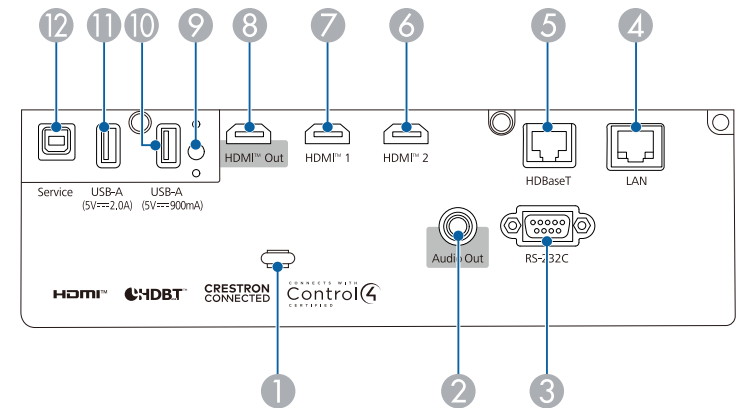 12 11 10 9 8 7 6 5 4
HDMI™ Out HDMI™ 1 HDMI™ 2
HDBaseT LAN
Service USB-A USB-A
(5V⎓2.0A) (5V⎓900mA)
Audio Out RS-232C
HDMI™ HDBT™ CRESTRON CONNECTS WITH
CONNECTED Control4
CERTIFIED
1 2 3